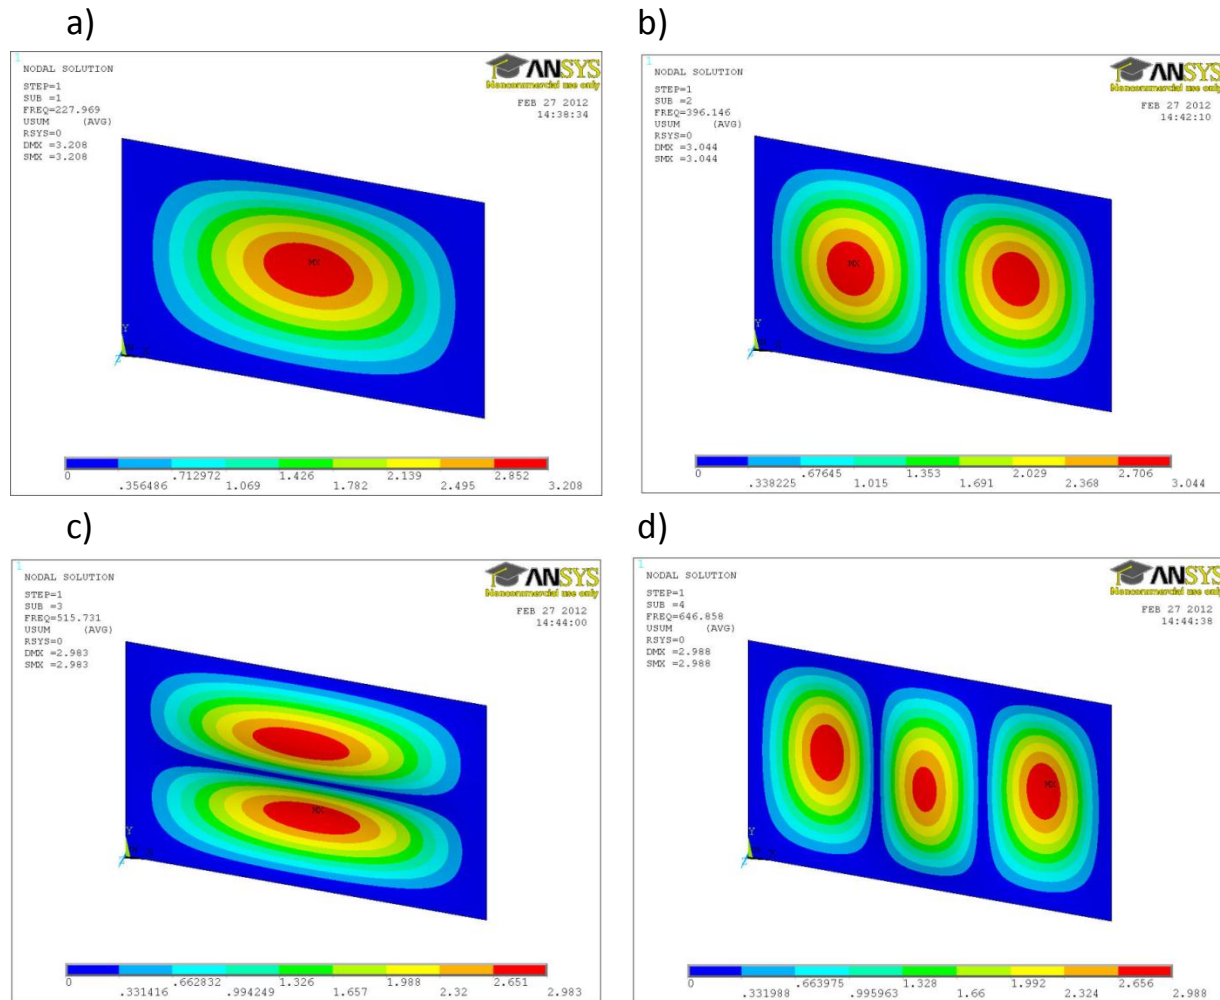 a)
1
NODAL SOLUTION
STEP=1
SUB =1
FREQ=227.969
USUM (AVG)
RSYS=0
DMX =3.208
SMX =3.208
ANSYS
Noncommercial use only
FEB 27 2012
14:38:34
MX
Y
Z
0 .712972 1.426 2.139 2.852
.356486 1.069 1.782 2.495 3.208
b)
1
NODAL SOLUTION
STEP=1
SUB =2
FREQ=396.146
USUM (AVG)
RSYS=0
DMX =3.044
SMX =3.044
ANSYS
Noncommercial use only
FEB 27 2012
14:42:10
MX
Y
Z
0 .67645 1.353 2.029 2.706
.338225 1.015 1.691 2.368 3.044
c)
1
NODAL SOLUTION
STEP=1
SUB =3
FREQ=515.731
USUM (AVG)
RSYS=0
DMX =2.983
SMX =2.983
ANSYS
Noncommercial use only
FEB 27 2012
14:44:00
MX
Y
Z
0 .662832 1.326 1.988 2.651
.331416 .994249 1.657 2.32 2.983
d)
1
NODAL SOLUTION
STEP=1
SUB =4
FREQ=646.858
USUM (AVG)
RSYS=0
DMX =2.988
SMX =2.988
ANSYS
Noncommercial use only
FEB 27 2012
14:44:38
MX
Y
Z
0 .663975 1.328 1.992 2.656
.331988 .995963 1.66 2.324 2.988